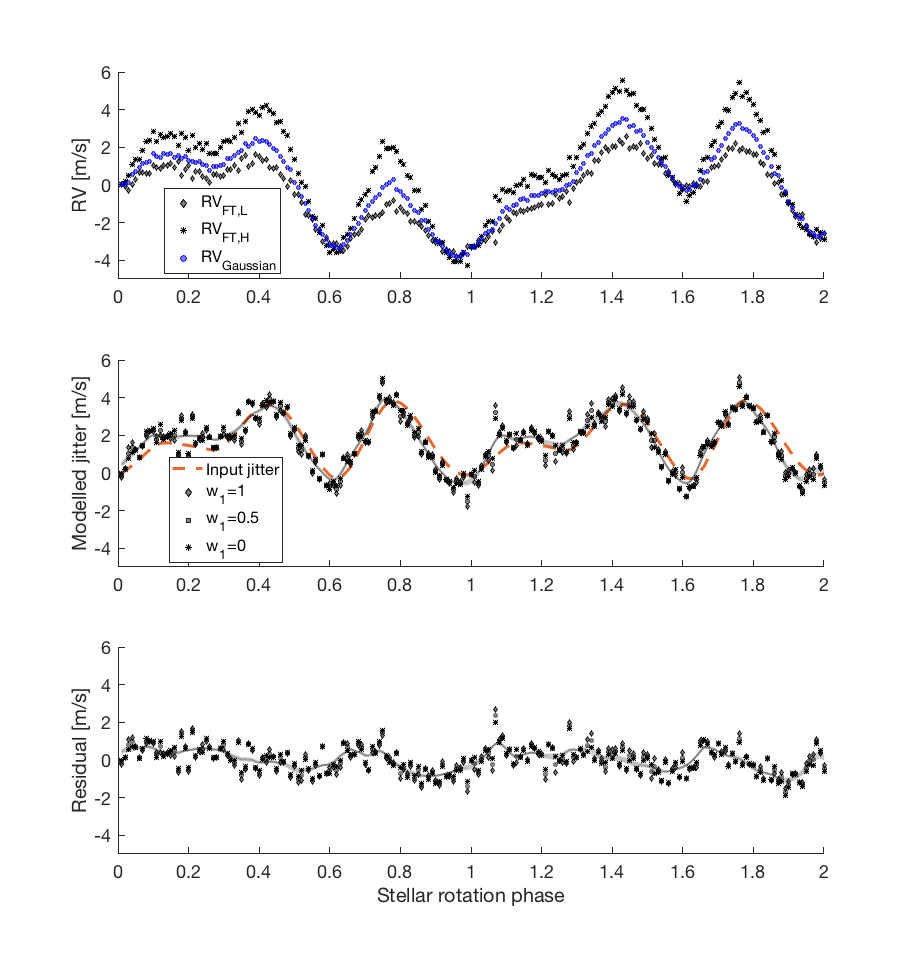 6
4
2
0
-2
-4
RV [m/s]
RV_FT,L
RV_FT,H
RV_Gaussian
0 0.2 0.4 0.6 0.8 1 1.2 1.4 1.6 1.8 2
6
4
2
0
-2
-4
Modelled jitter [m/s]
Input jitter
w_1=1
w_1=0.5
w_1=0
0 0.2 0.4 0.6 0.8 1 1.2 1.4 1.6 1.8 2
6
4
2
0
-2
-4
Residual [m/s]
0 0.2 0.4 0.6 0.8 1 1.2 1.4 1.6 1.8 2
Stellar rotation phase